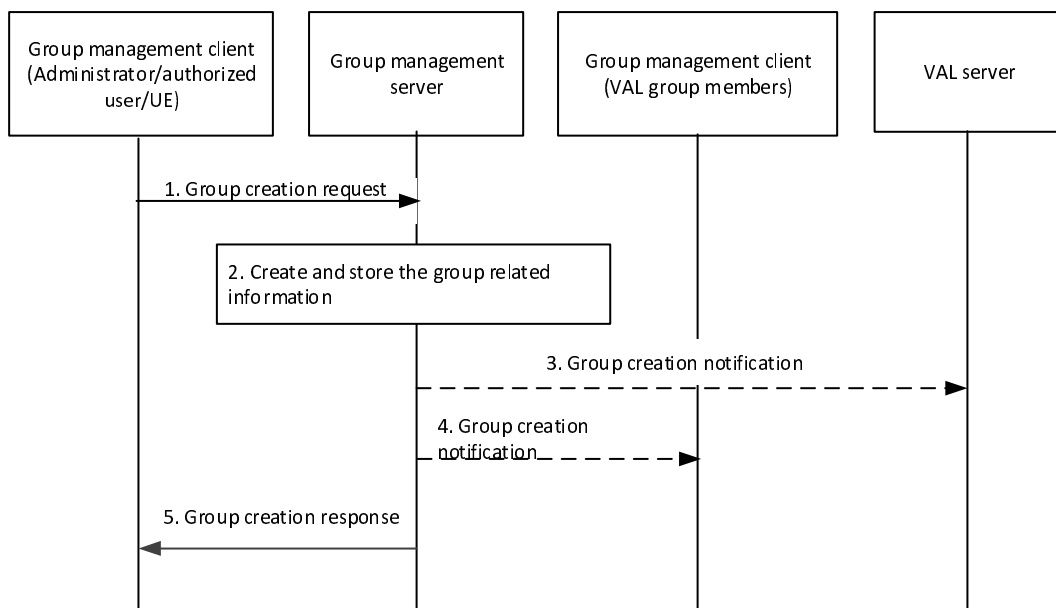 Group management client
(Administrator/authorized
user/UE)
Group management
server
Group management client
(VAL group members)
VAL server
1. Group creation request
2. Create and store the group related
information
3. Group creation notification
4. Group creation
notification
5. Group creation response